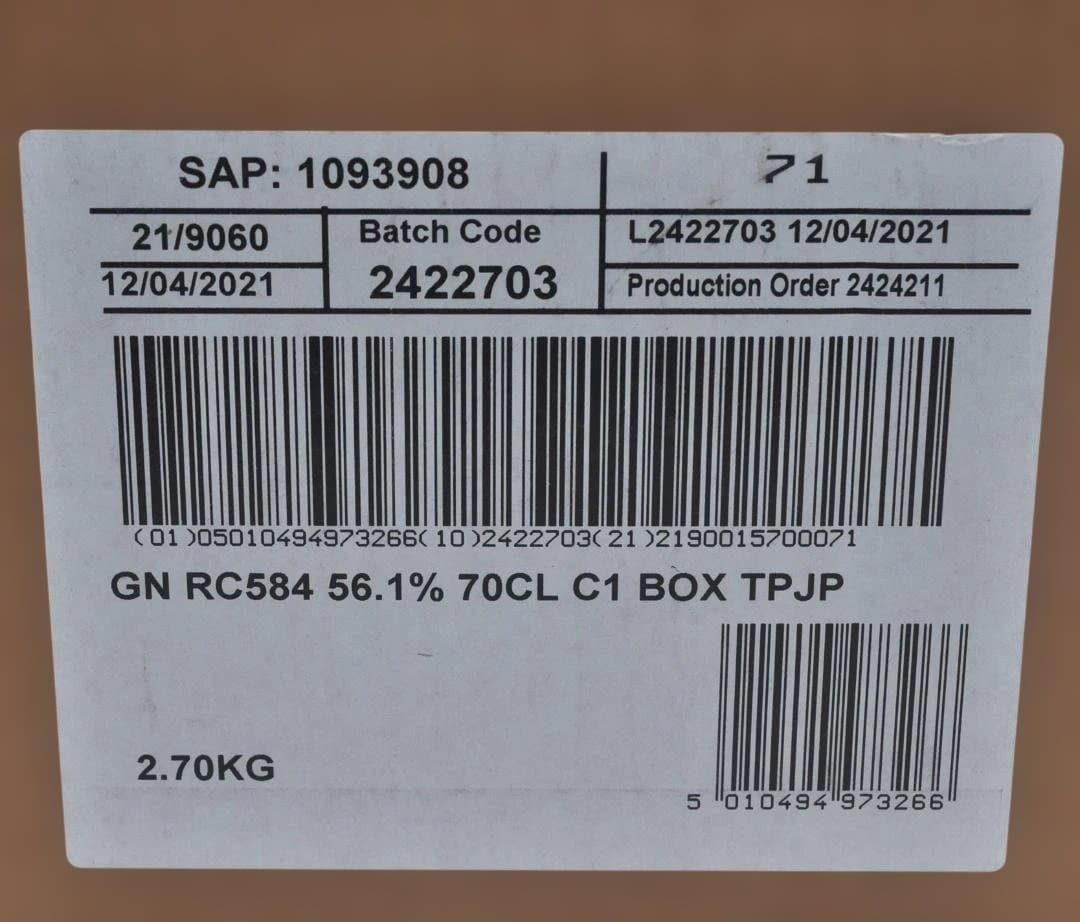 SAP: 1093908
71
21/9060
12/04/2021
Batch Code
2422703
L2422703 12/04/2021
Production Order 2424211
(01)05010494973266(10)2422703(21)2190015700071
GN RC584 56.1% 70CL C1 BOX TPJP
2.70KG
5 010494 973266